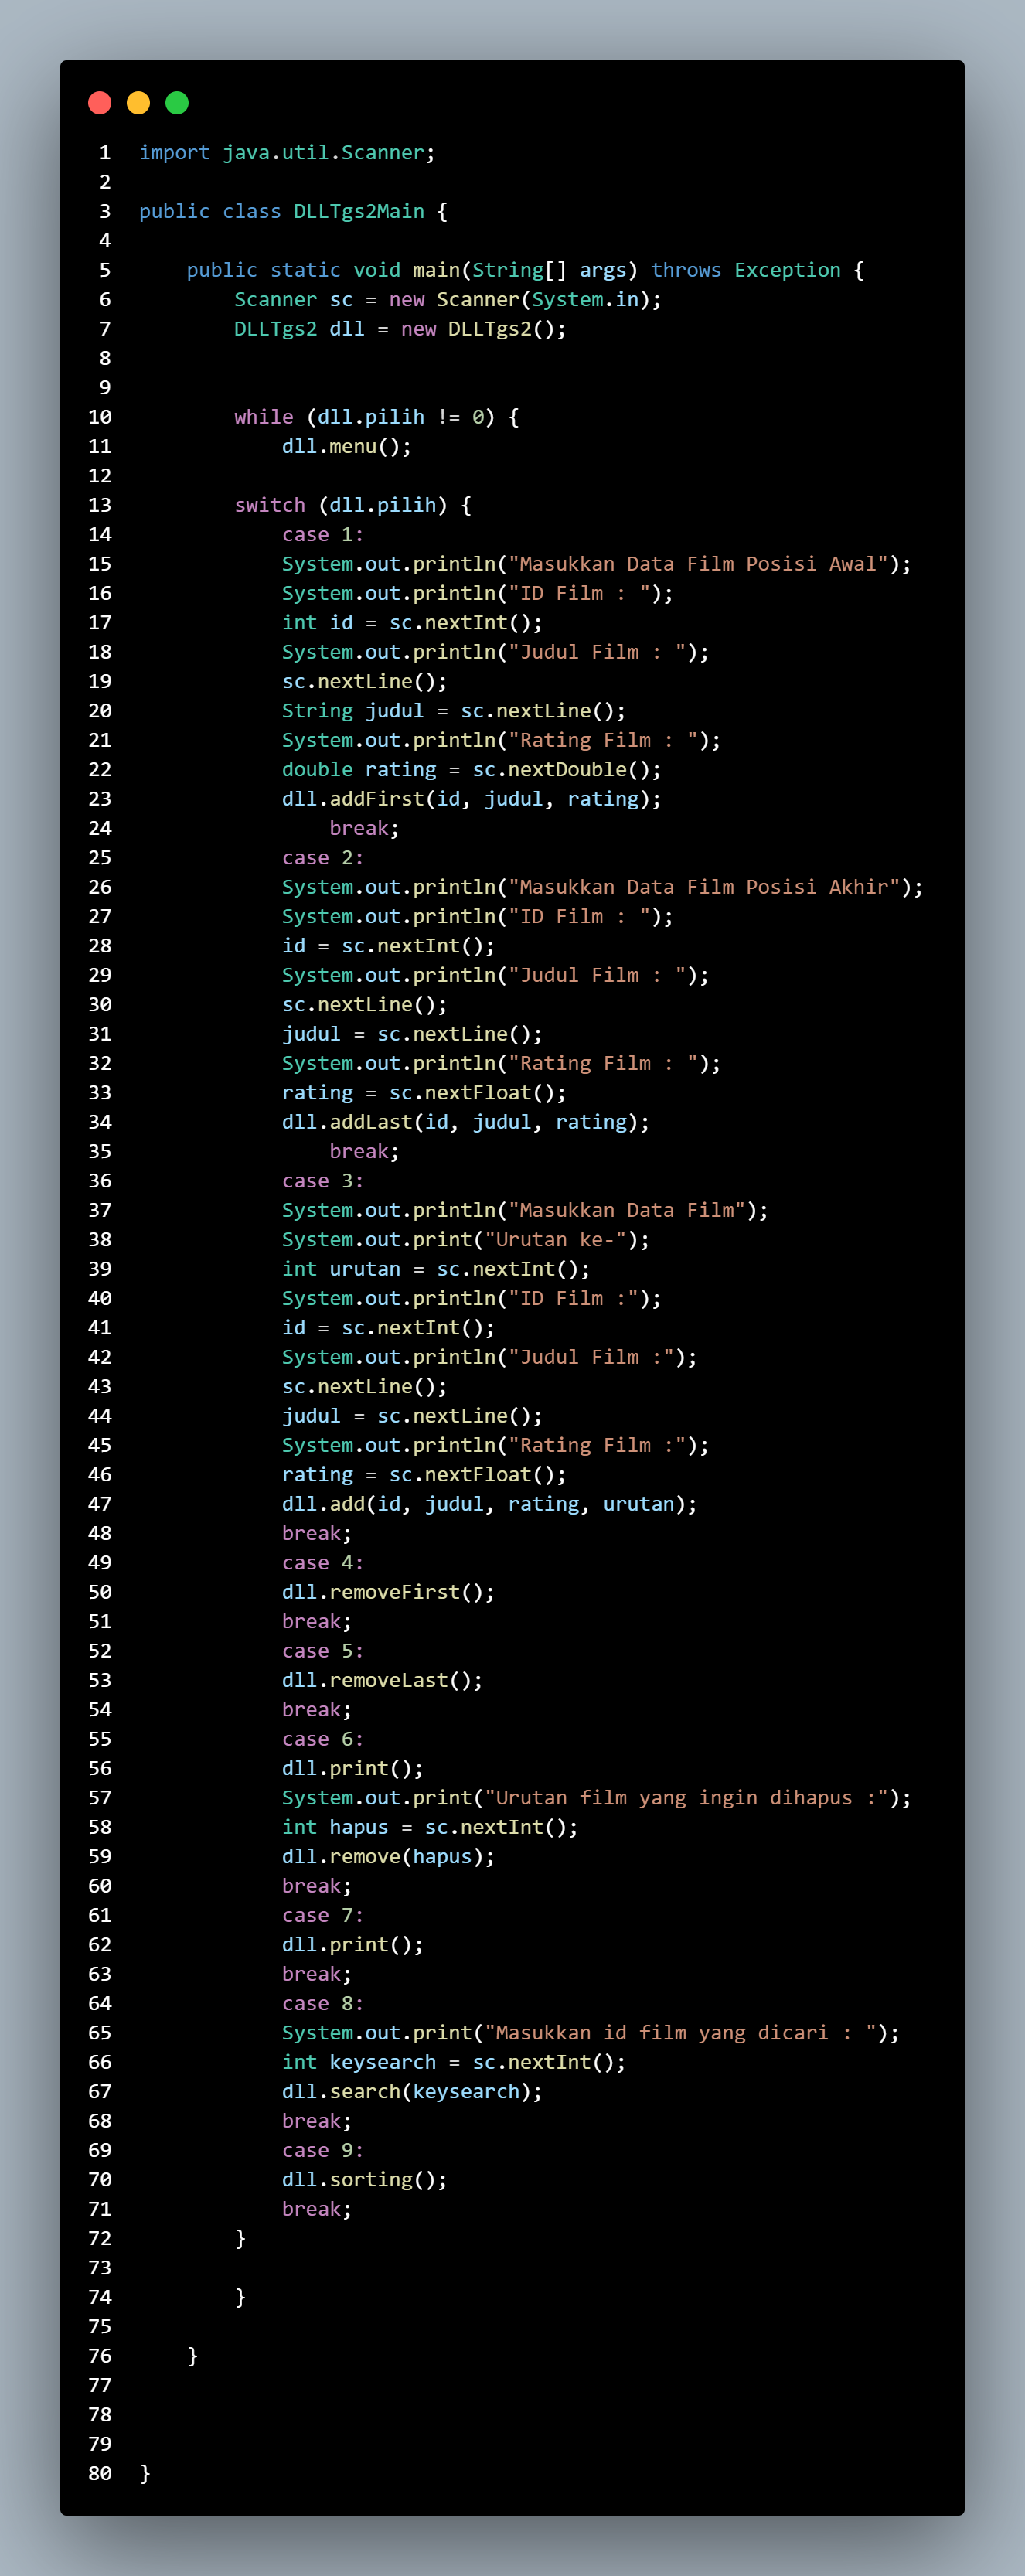 1 import java.util.Scanner;
2
3 public class DLLTgs2Main {
4
5     public static void main(String[] args) throws Exception {
6         Scanner sc = new Scanner(System.in);
7         DLLTgs2 dll = new DLLTgs2();
8
9
10         while (dll.pilih != 0) {
11             dll.menu();
12
13         switch (dll.pilih) {
14             case 1:
15             System.out.println("Masukkan Data Film Posisi Awal");
16             System.out.println("ID Film : ");
17             int id = sc.nextInt();
18             System.out.println("Judul Film : ");
19             sc.nextLine();
20             String judul = sc.nextLine();
21             System.out.println("Rating Film : ");
22             double rating = sc.nextDouble();
23             dll.addFirst(id, judul, rating);
24                 break;
25             case 2:
26             System.out.println("Masukkan Data Film Posisi Akhir");
27             System.out.println("ID Film : ");
28             id = sc.nextInt();
29             System.out.println("Judul Film : ");
30             sc.nextLine();
31             judul = sc.nextLine();
32             System.out.println("Rating Film : ");
33             rating = sc.nextFloat();
34             dll.addLast(id, judul, rating);
35                 break;
36             case 3:
37             System.out.println("Masukkan Data Film");
38             System.out.print("Urutan ke-");
39             int urutan = sc.nextInt();
40             System.out.println("ID Film :");
41             id = sc.nextInt();
42             System.out.println("Judul Film :");
43             sc.nextLine();
44             judul = sc.nextLine();
45             System.out.println("Rating Film :");
46             rating = sc.nextFloat();
47             dll.add(id, judul, rating, urutan);
48             break;
49             case 4:
50             dll.removeFirst();
51             break;
52             case 5:
53             dll.removeLast();
54             break;
55             case 6:
56             dll.print();
57             System.out.print("Urutan film yang ingin dihapus :");
58             int hapus = sc.nextInt();
59             dll.remove(hapus);
60             break;
61             case 7:
62             dll.print();
63             break;
64             case 8:
65             System.out.print("Masukkan id film yang dicari : ");
66             int keysearch = sc.nextInt();
67             dll.search(keysearch);
68             break;
69             case 9:
70             dll.sorting();
71             break;
72         }
73
74         }
75
76     }
77
78
79
80 }